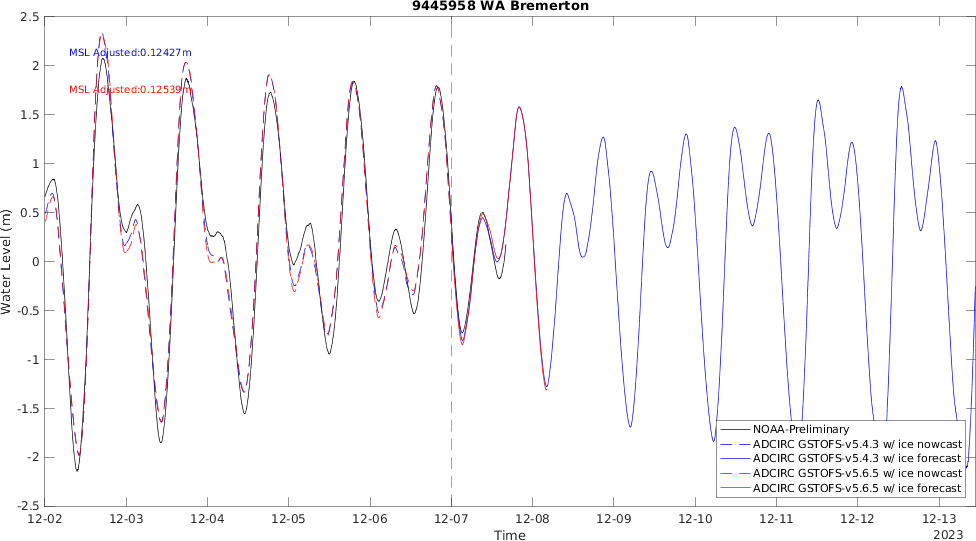 9445958 WA Bremerton
2.5
2
1.5
1
0.5
0
-0.5
-1
-1.5
-2
-2.5
Water Level (m)
MSL Adjusted:0.12427m
MSL Adjusted:0.12539m
NOAA-Preliminary
ADCIRC GSTOFS-v5.4.3 w/ ice nowcast
ADCIRC GSTOFS-v5.4.3 w/ ice forecast
ADCIRC GSTOFS-v5.6.5 w/ ice nowcast
ADCIRC GSTOFS-v5.6.5 w/ ice forecast
12-02 12-03 12-04 12-05 12-06 12-07 12-08 12-09 12-10 12-11 12-12 12-13
Time
2023